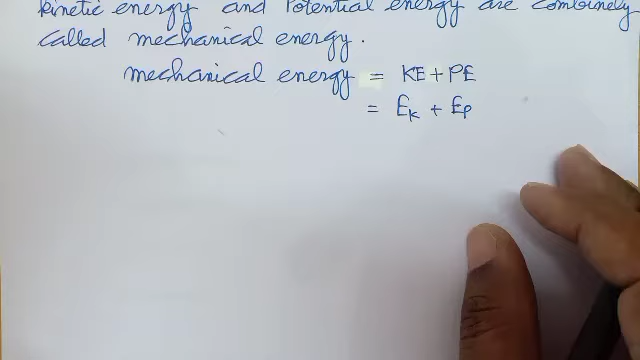 kinetic energy and Potential energy are combinely
called mechanical energy.
mechanical energy = KE + PE
= Eₖ + Eₚ